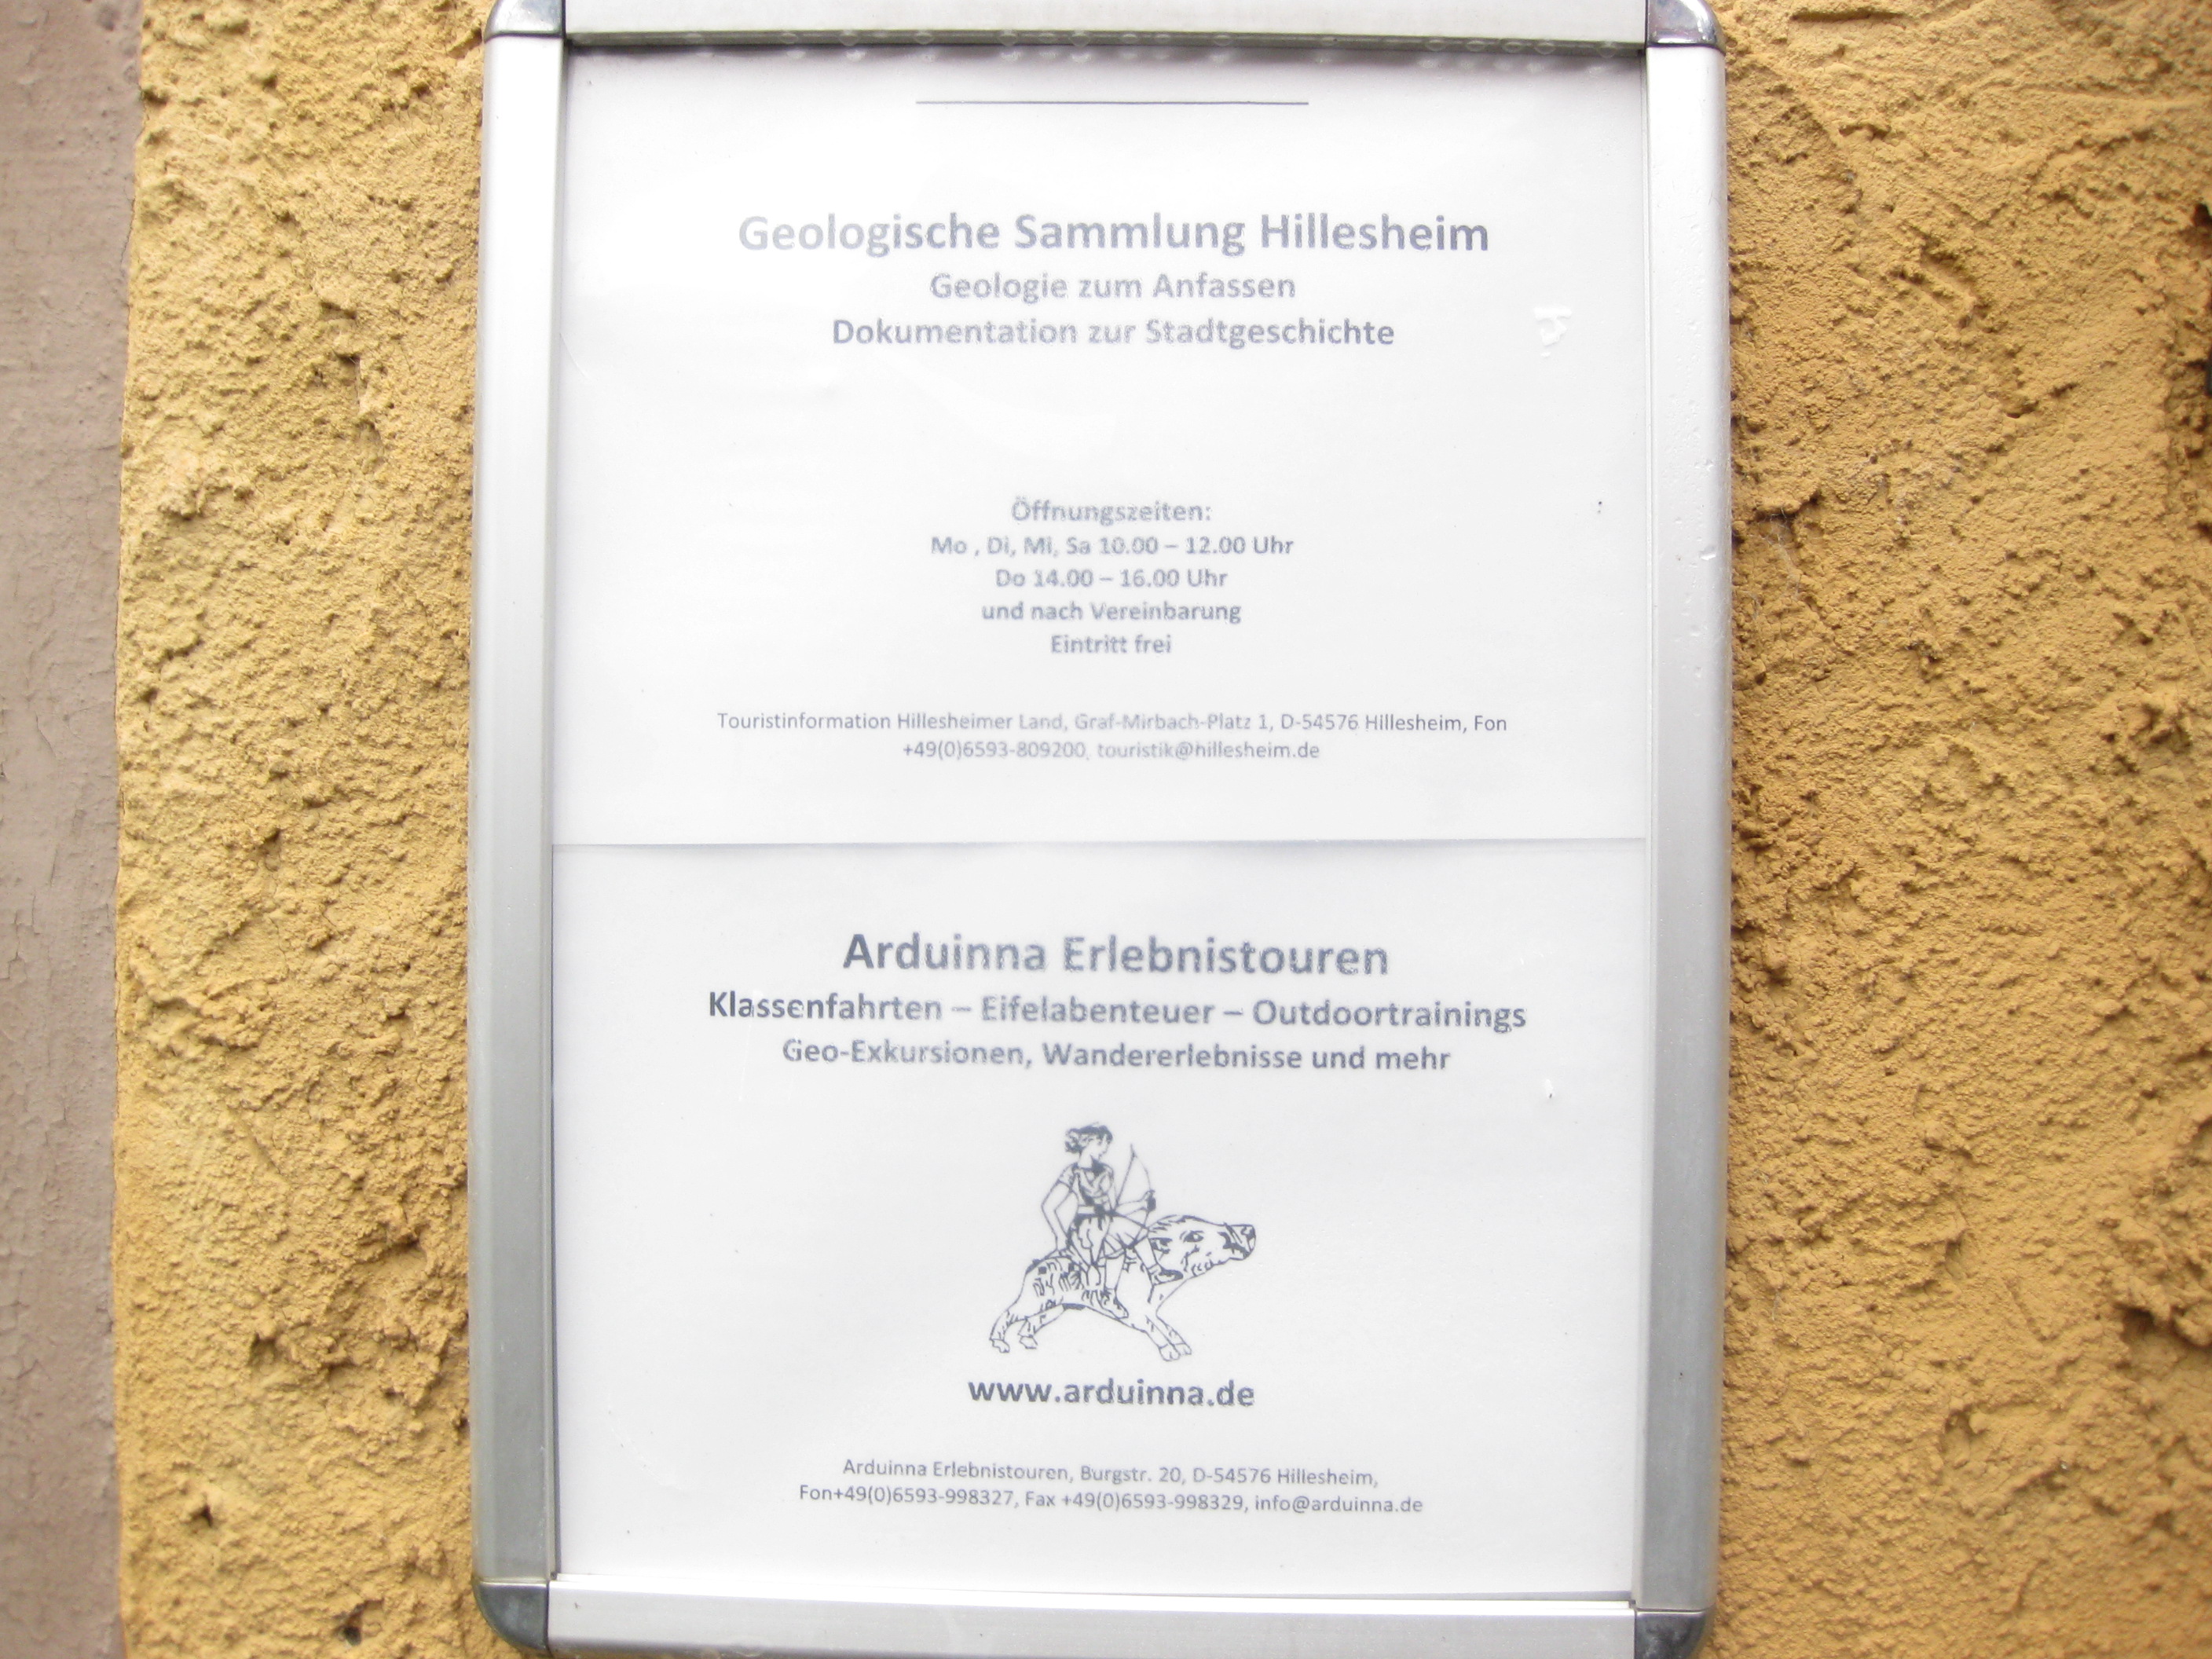 Geologische Sammlung Hillesheim
Geologie zum Anfassen
Dokumentation zur Stadtgeschichte
Öffnungszeiten:
Mo , Di, Mi, Sa 10.00 – 12.00 Uhr
Do 14.00 – 16.00 Uhr
und nach Vereinbarung
Eintritt frei
Touristinformation Hillesheimer Land, Graf-Mirbach-Platz 1, D-54576 Hillesheim, Fon
+49(0)6593-809200, touristik@hillesheim.de
Arduinna Erlebnistouren
Klassenfahrten – Eifelabenteuer – Outdoortrainings
Geo-Exkursionen, Wandererlebnisse und mehr
www.arduinna.de
Arduinna Erlebnistouren, Burgstr. 20, D-54576 Hillesheim,
Fon+49(0)6593-998327, Fax +49(0)6593-998329, info@arduinna.de